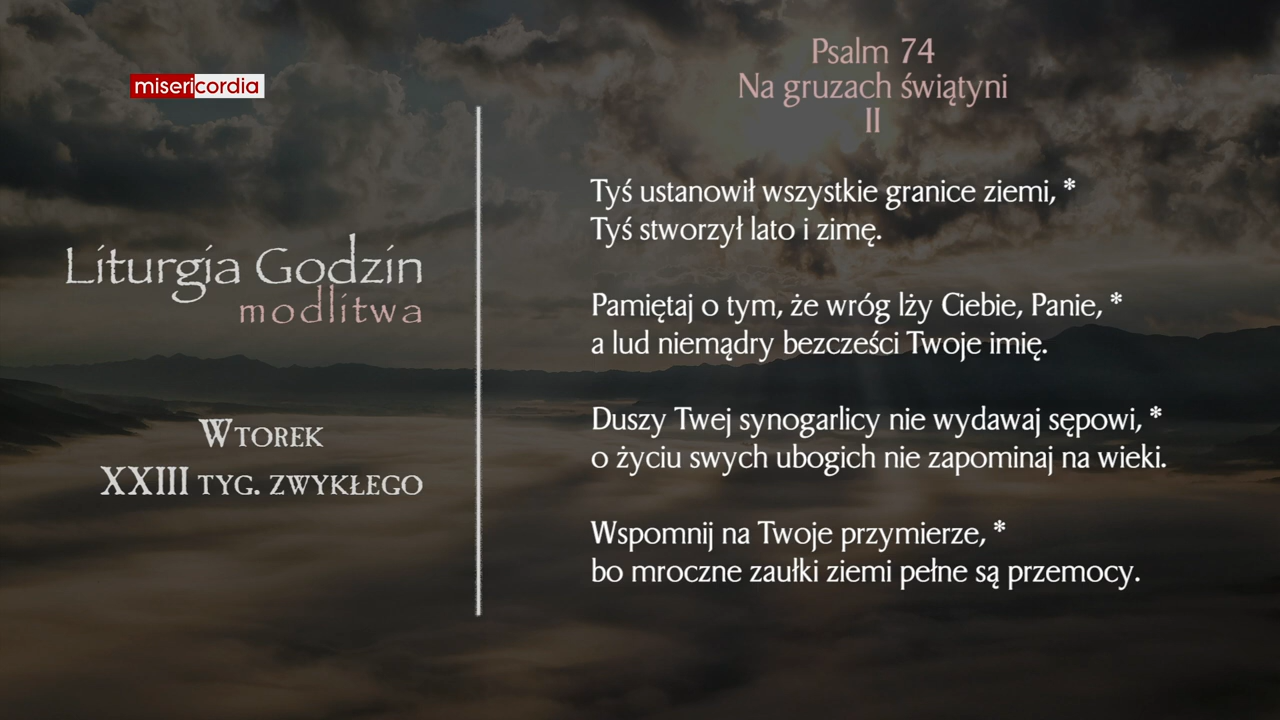 misericordia
Liturgia Godzin
modlitwa
Wtorek
XXIII tyg. zwykłego
Psalm 74
Na gruzach świątyni
II
Tyś ustanowił wszystkie granice ziemi, *
Tyś stworzył lato i zimę.
Pamiętaj o tym, że wróg lży Ciebie, Panie, *
a lud niemądry bezcześci Twoje imię.
Duszy Twej synogarlicy nie wydawaj sępowi, *
o życiu swych ubogich nie zapominaj na wieki.
Wspomnij na Twoje przymierze, *
bo mroczne zaułki ziemi pełne są przemocy.